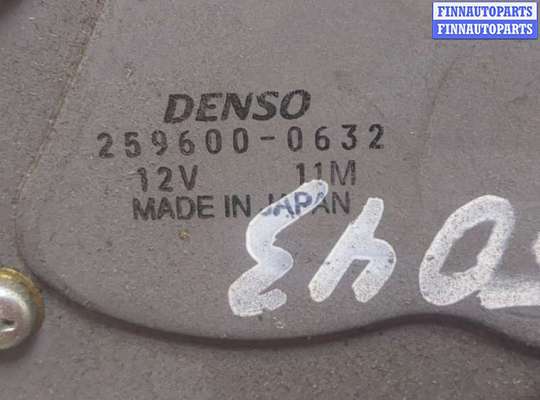 FINNAUTOPARTS
FINNAUTOPARTS
DENSO
259600-0632
12V 11M
MADE IN JAPAN